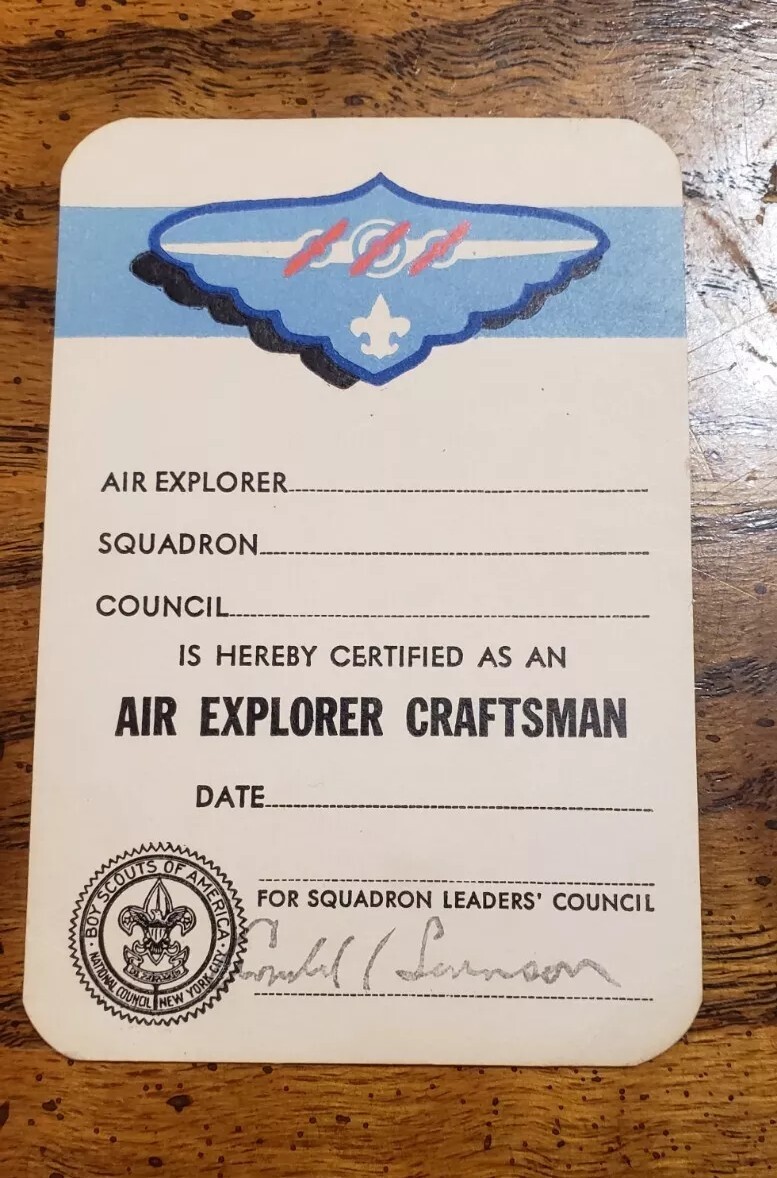 AIR EXPLORER
SQUADRON
COUNCIL
IS HEREBY CERTIFIED AS AN
AIR EXPLORER CRAFTSMAN
DATE
FOR SQUADRON LEADERS' COUNCIL
BOY SCOUTS OF AMERICA
NATIONAL COUNCIL NEW YORK CITY